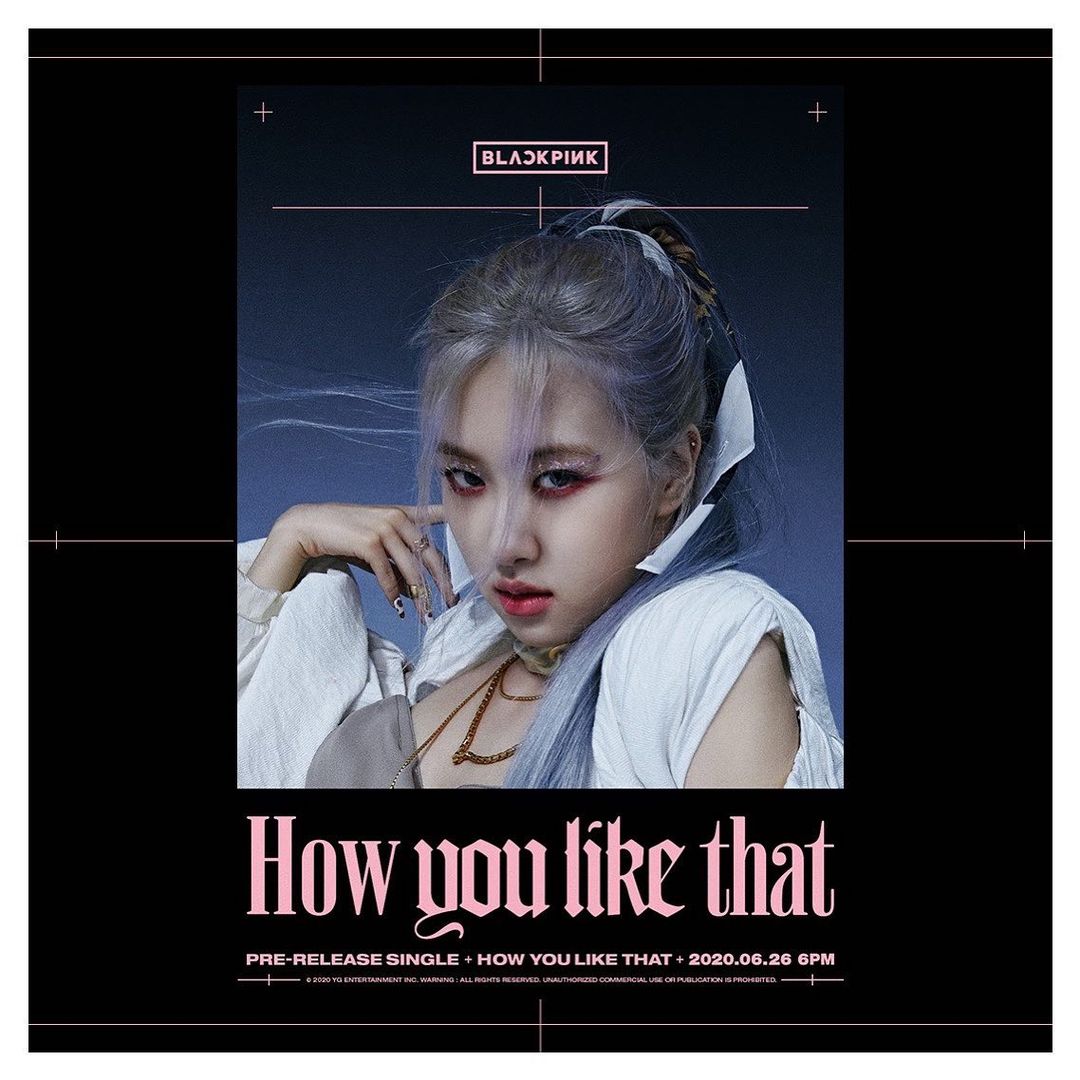 BLACKPINK
How you like that
PRE-RELEASE SINGLE + HOW YOU LIKE THAT + 2020.06.26 6PM
© 2020 YG ENTERTAINMENT INC. WARNING : ALL RIGHTS RESERVED. UNAUTHORIZED COMMERCIAL USE OR PUBLICATION IS PROHIBITED.